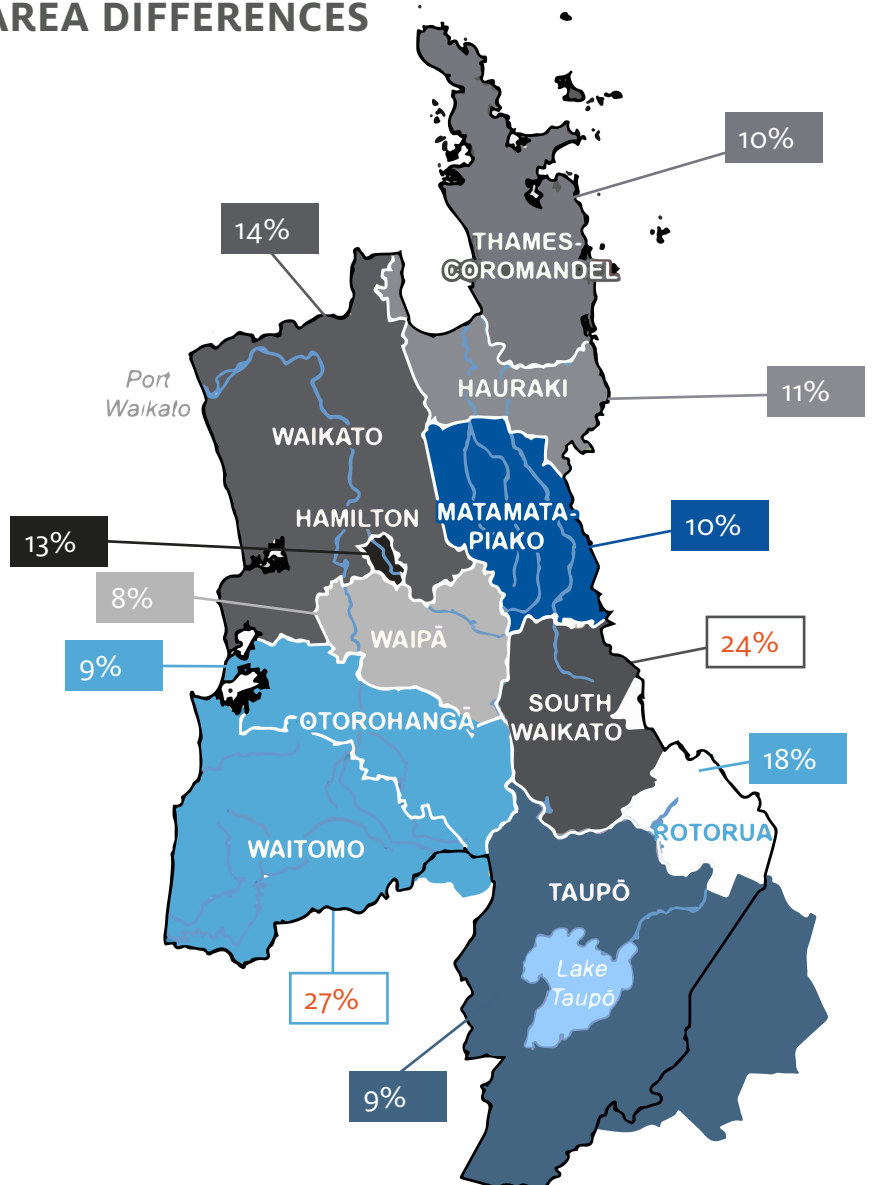 AREA DIFFERENCES
10%
14%
THAMES-
COROMANDEL
Port
Waikato
HAURAKI
11%
WAIKATO
HAMILTON
MATAMATA-
PIAKO
10%
13%
8%
WAIPĀ
24%
9%
SOUTH
WAIKATO
OTOROHANGĀ
18%
ROTORUA
WAITOMO
TAUPŌ
Lake
Taupō
27%
9%